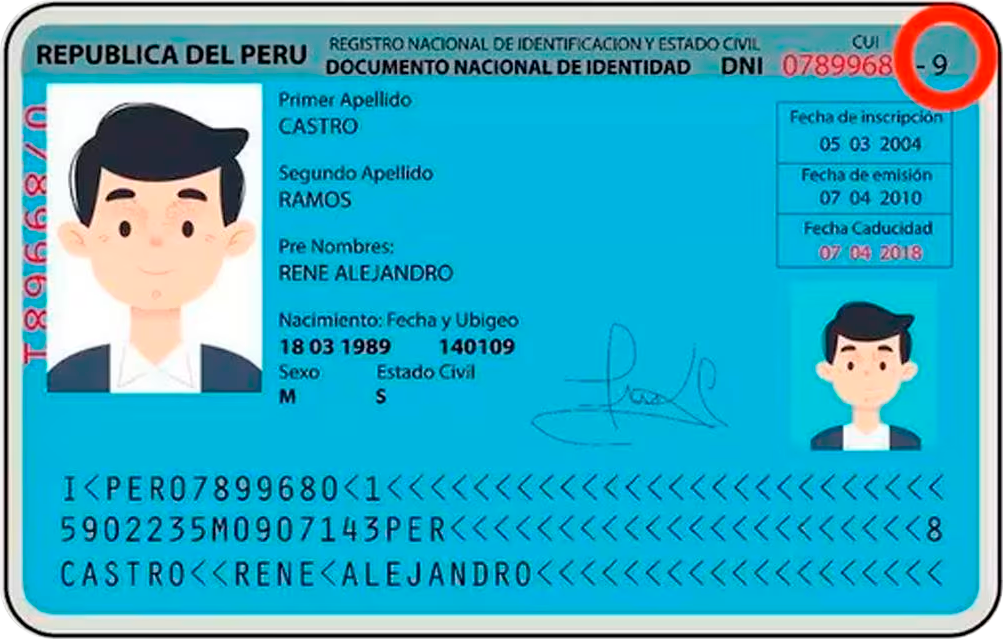 REPUBLICA DEL PERU
REGISTRO NACIONAL DE IDENTIFICACION Y ESTADO CIVIL
DOCUMENTO NACIONAL DE IDENTIDAD DNI
CUI
0789968 - 9
Primer Apellido
CASTRO
Segundo Apellido
RAMOS
Pre Nombres:
RENE ALEJANDRO
Nacimiento: Fecha y Ubigeo
18 03 1989 140109
Sexo Estado Civil
M S
Fecha de inscripción
05 03 2004
Fecha de emisión
07 04 2010
Fecha Caducidad
07 04 2018
I<PERO7899680<1<<<<<<<<<<<<<<<<<<<<<<<<
5902235M0907143PER<<<<<<<<<<<<<<<<<<<<8
CASTRO<<RENE<ALEJANDRO<<<<<<<<<<<<<<<<<